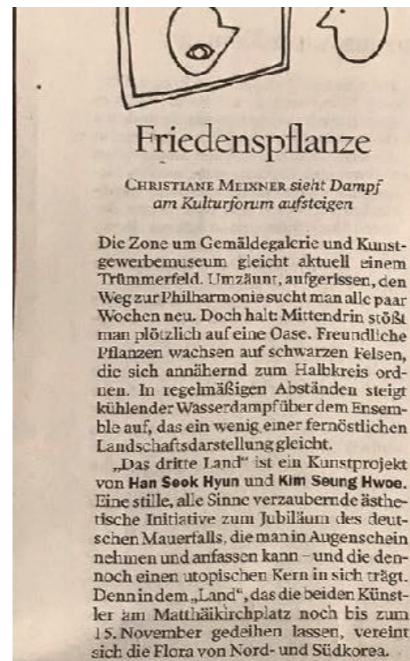 Friedenspflanze
CHRISTIANE MEIXNER sieht Dampf
am Kulturforum aufsteigen
Die Zone um Gemäldegalerie und Kunst-
gewerbemuseum gleicht aktuell einem
Trümmerfeld. Umzäunt, aufgerissen, den
Weg zur Philharmonie sucht man alle paar
Wochen neu. Doch halt: Mittendrin stößt
man plötzlich auf eine Oase. Freundliche
Pflanzen wachsen auf schwarzen Felsen,
die sich annähernd zum Halbkreis ord-
nen. In regelmäßigen Abständen steigt
kühlender Wasserdampf über dem Ensem-
ble auf, das ein wenig einer fernöstlichen
Landschaftsdarstellung gleicht.
„Das dritte Land“ ist ein Kunstprojekt
von Han Seok Hyun und Kim Seung Hwoe.
Eine stille, alle Sinne verzaubernde ästhe-
tische Initiative zum Jubiläum des deut-
schen Mauerfalls, die man in Augenschein
nehmen und anfassen kann – und die den-
noch einen utopischen Kern in sich trägt.
Denn in dem „Land“, das die beiden Künst-
ler am Matthäikirchplatz noch bis zum
15. November gedeihen lassen, vereint
sich die Flora von Nord- und Südkorea.